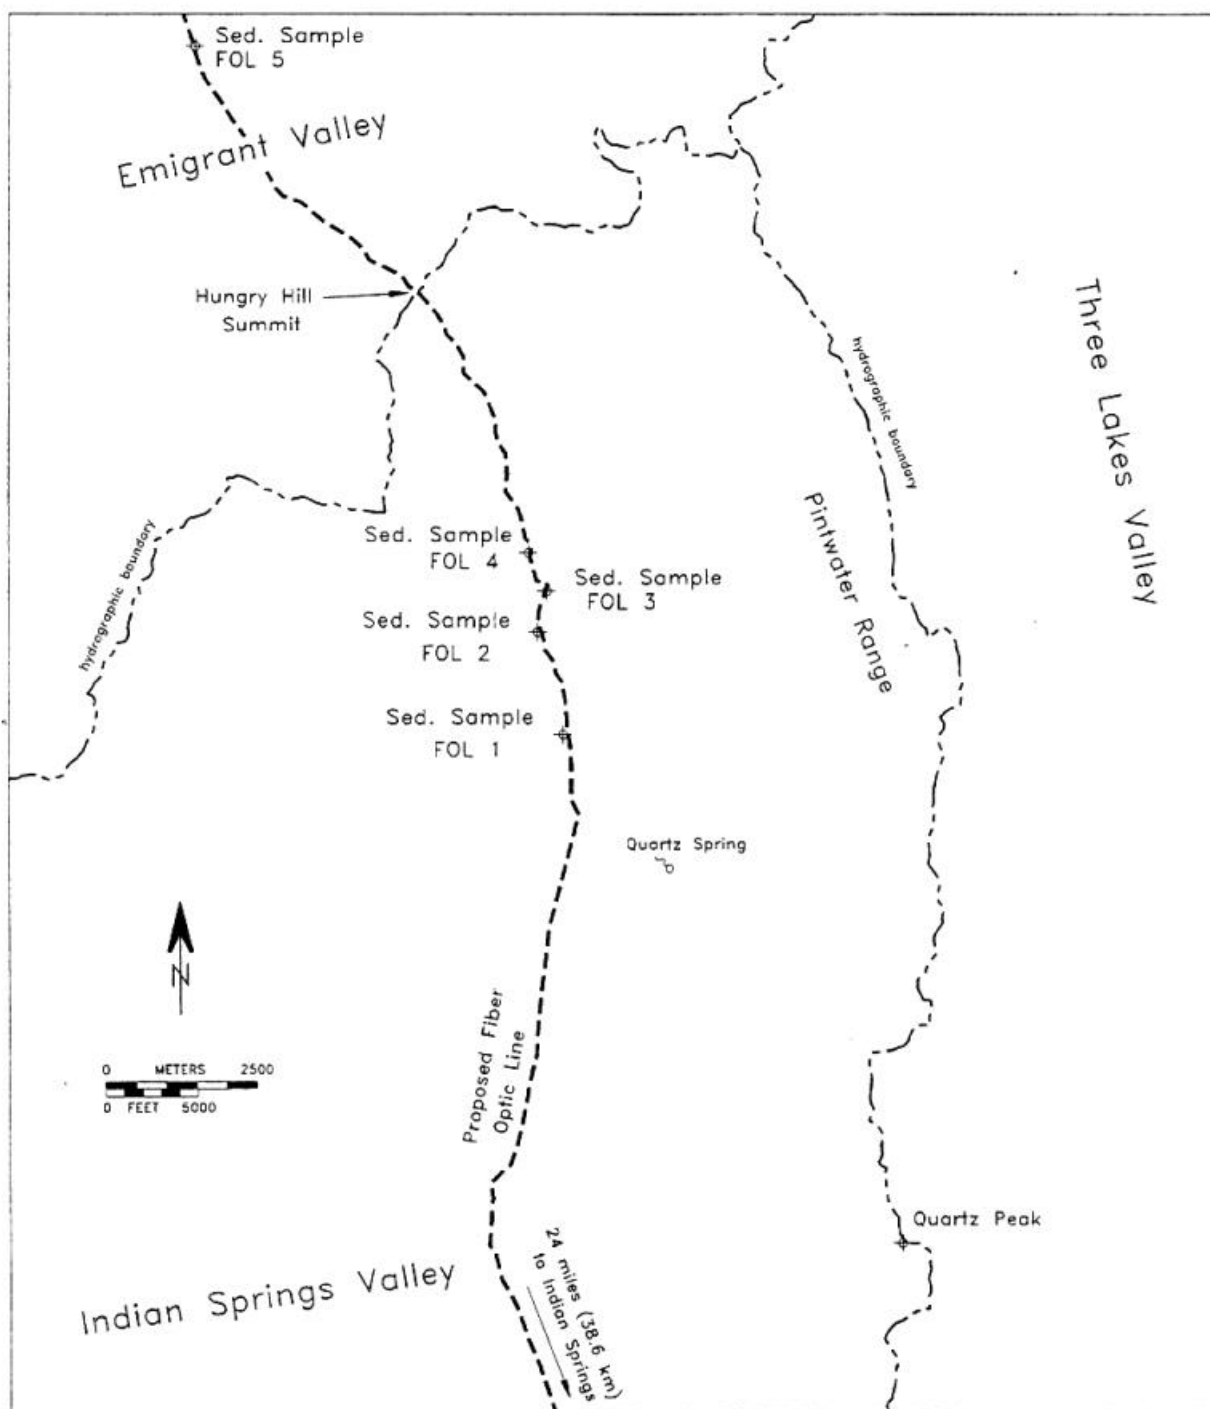 Sed. Sample
FOL 5
Emigrant Valley
Hungry Hill
Summit
Three Lakes Valley
hydrographic boundary
Pintwater Range
hydrographic boundary
Sed. Sample
FOL 4
Sed. Sample
FOL 3
Sed. Sample
FOL 2
Sed. Sample
FOL 1
Quartz Spring
N
0 METERS 2500
0 FEET 5000
Proposed Fiber
Optic Line
Quartz Peak
24 miles (38.6 km)
to Indian Springs
Indian Springs Valley